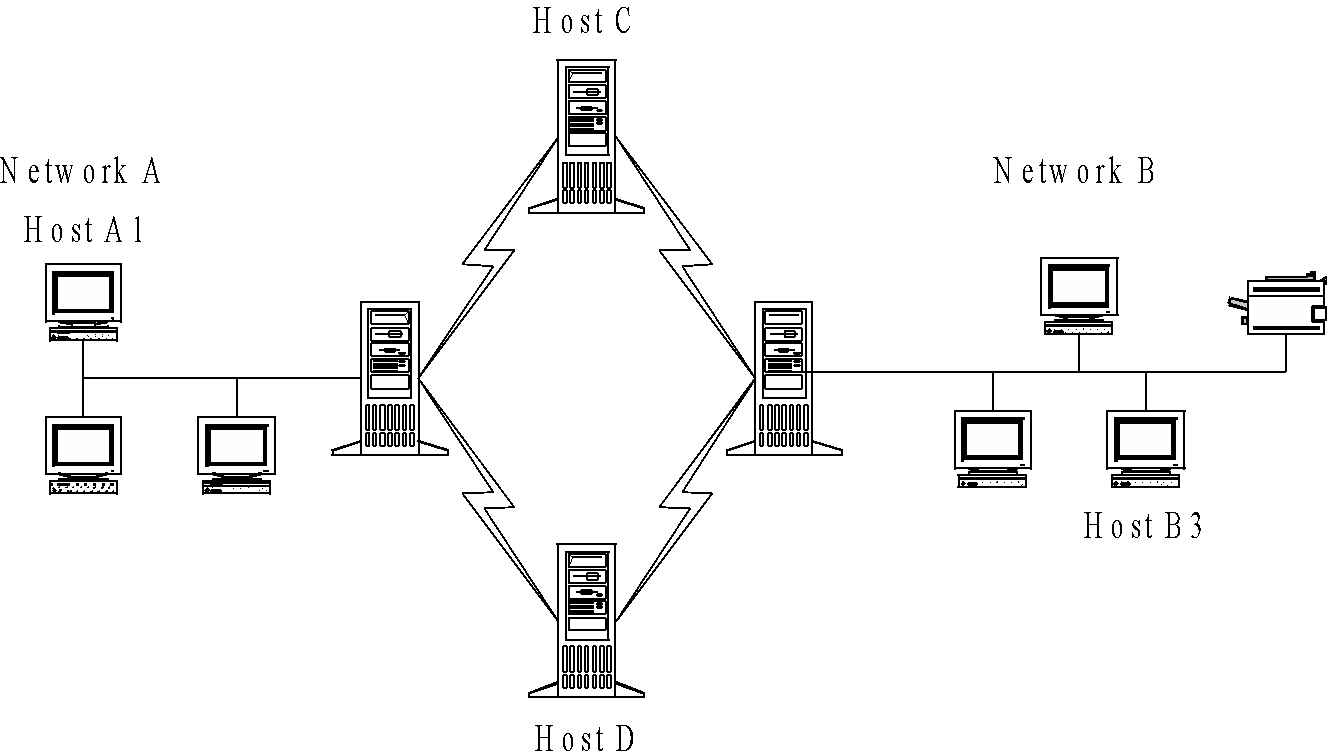 Host C
Network A
Network B
Host A1
Host B3
Host D